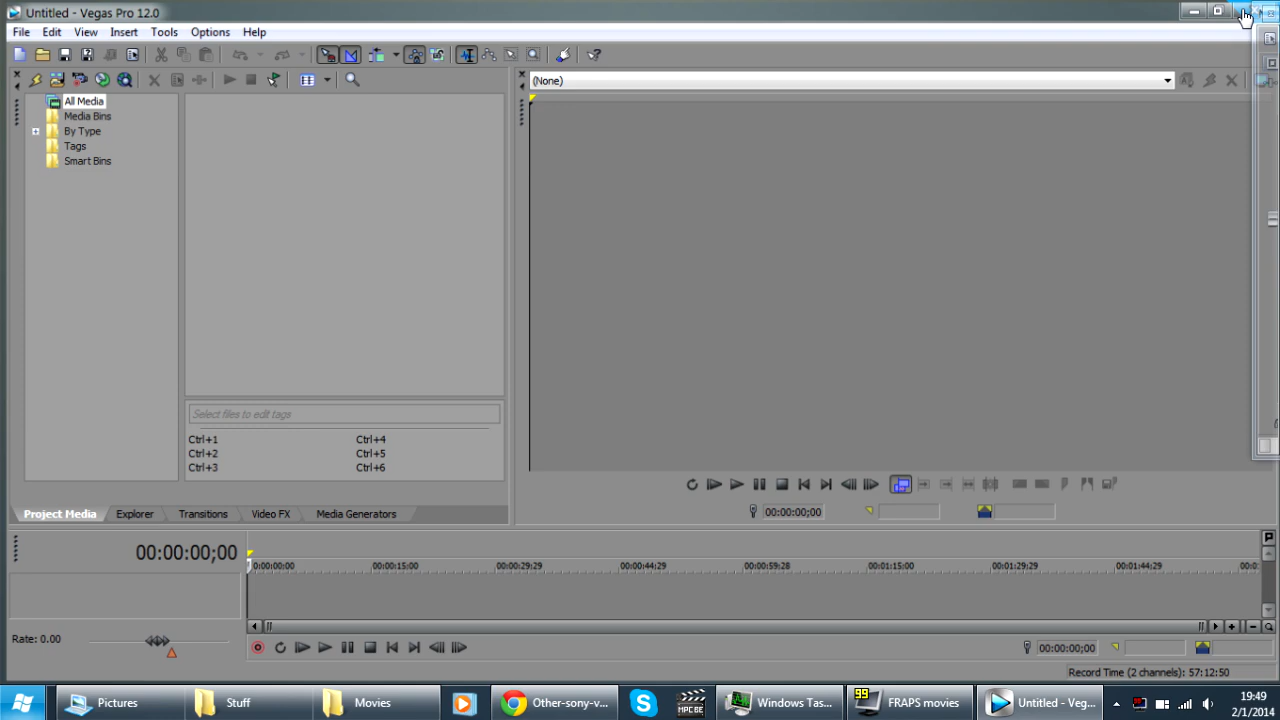 Untitled - Vegas Pro 12.0
File Edit View Insert Tools Options Help
(None)
All Media
Media Bins
By Type
Tags
Smart Bins
Select files to edit tags
Ctrl+1 Ctrl+4
Ctrl+2 Ctrl+5
Ctrl+3 Ctrl+6
Project Media Explorer Transitions Video FX Media Generators
00:00:00;00
00:00:00;00
0:00:00:00 00:00:15:00 00:00:29:29 00:00:44:29 00:00:59:28 00:01:15:00 00:01:29:29 00:01:44:29 00:0
Rate: 0.00
00:00:00;00
Record Time (2 channels): 57:12:50
Pictures Stuff Movies Other-sony-v... MPC-BE Windows Tas... 99 FRAPS movies Untitled - Veg...
19:49
2/1/2014